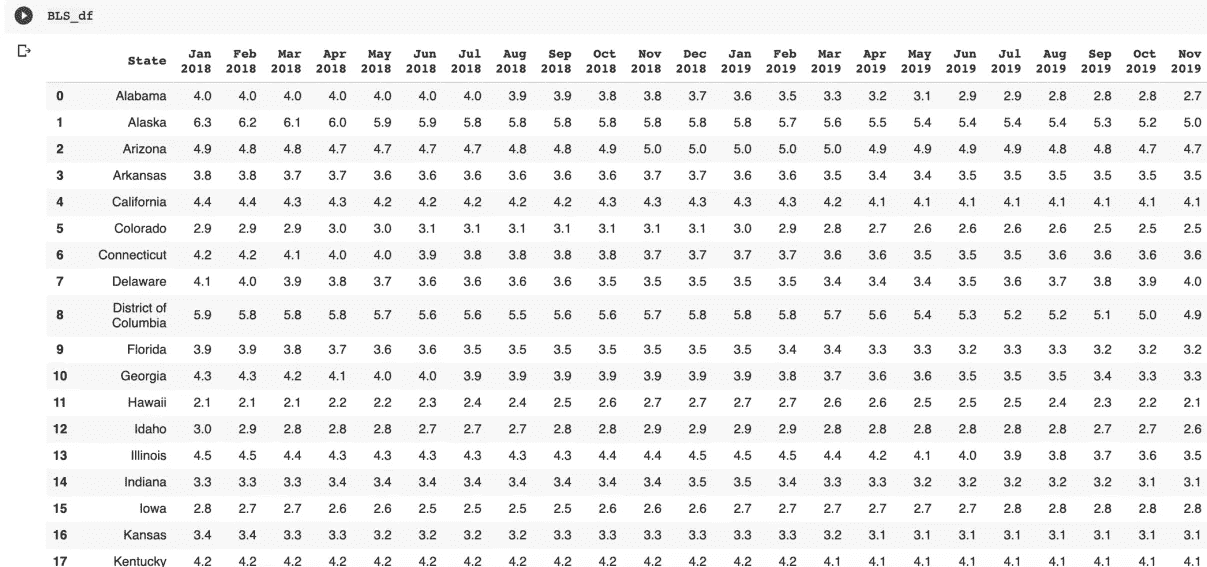 BLS_df
State Jan 2018 Feb 2018 Mar 2018 Apr 2018 May 2018 Jun 2018 Jul 2018 Aug 2018 Sep 2018 Oct 2018 Nov 2018 Dec 2018 Jan 2019 Feb 2019 Mar 2019 Apr 2019 May 2019 Jun 2019 Jul 2019 Aug 2019 Sep 2019 Oct 2019 Nov 2019
0 Alabama 4.0 4.0 4.0 4.0 4.0 4.0 4.0 3.9 3.9 3.8 3.8 3.7 3.6 3.5 3.3 3.2 3.1 2.9 2.9 2.8 2.8 2.8 2.7
1 Alaska 6.3 6.2 6.1 6.0 5.9 5.9 5.8 5.8 5.8 5.8 5.8 5.8 5.8 5.7 5.6 5.5 5.4 5.4 5.4 5.4 5.3 5.2 5.0
2 Arizona 4.9 4.8 4.8 4.7 4.7 4.7 4.7 4.8 4.8 4.9 5.0 5.0 5.0 5.0 5.0 4.9 4.9 4.9 4.9 4.8 4.8 4.7 4.7
3 Arkansas 3.8 3.8 3.7 3.7 3.6 3.6 3.6 3.6 3.6 3.6 3.7 3.7 3.6 3.6 3.5 3.4 3.4 3.5 3.5 3.5 3.5 3.5 3.5
4 California 4.4 4.4 4.3 4.3 4.2 4.2 4.2 4.2 4.2 4.3 4.3 4.3 4.3 4.3 4.2 4.1 4.1 4.1 4.1 4.1 4.1 4.1 4.1
5 Colorado 2.9 2.9 2.9 3.0 3.0 3.1 3.1 3.1 3.1 3.1 3.1 3.1 3.0 2.9 2.8 2.7 2.6 2.6 2.6 2.6 2.5 2.5 2.5
6 Connecticut 4.2 4.2 4.1 4.0 4.0 3.9 3.8 3.8 3.8 3.8 3.7 3.7 3.7 3.7 3.6 3.6 3.5 3.5 3.5 3.6 3.6 3.6 3.6
7 Delaware 4.1 4.0 3.9 3.8 3.7 3.6 3.6 3.6 3.6 3.5 3.5 3.5 3.5 3.5 3.4 3.4 3.4 3.5 3.6 3.7 3.8 3.9 4.0
8 District of Columbia 5.9 5.8 5.8 5.8 5.7 5.6 5.6 5.5 5.6 5.6 5.7 5.8 5.8 5.8 5.7 5.6 5.4 5.3 5.2 5.2 5.1 5.0 4.9
9 Florida 3.9 3.9 3.8 3.7 3.6 3.6 3.5 3.5 3.5 3.5 3.5 3.5 3.5 3.4 3.4 3.3 3.3 3.2 3.3 3.3 3.2 3.2 3.2
10 Georgia 4.3 4.3 4.2 4.1 4.0 4.0 3.9 3.9 3.9 3.9 3.9 3.9 3.9 3.8 3.7 3.6 3.6 3.5 3.5 3.5 3.4 3.3 3.3
11 Hawaii 2.1 2.1 2.1 2.2 2.2 2.3 2.4 2.4 2.5 2.6 2.7 2.7 2.7 2.7 2.6 2.6 2.5 2.5 2.5 2.4 2.3 2.2 2.1
12 Idaho 3.0 2.9 2.8 2.8 2.8 2.7 2.7 2.7 2.8 2.8 2.9 2.9 2.9 2.9 2.8 2.8 2.8 2.8 2.8 2.8 2.7 2.7 2.6
13 Illinois 4.5 4.5 4.4 4.3 4.3 4.3 4.3 4.3 4.3 4.4 4.4 4.5 4.5 4.5 4.4 4.2 4.1 4.0 3.9 3.8 3.7 3.6 3.5
14 Indiana 3.3 3.3 3.3 3.4 3.4 3.4 3.4 3.4 3.4 3.4 3.4 3.5 3.5 3.4 3.3 3.3 3.2 3.2 3.2 3.2 3.2 3.1 3.1
15 Iowa 2.8 2.7 2.7 2.6 2.6 2.5 2.5 2.5 2.5 2.6 2.6 2.6 2.7 2.7 2.7 2.7 2.7 2.7 2.8 2.8 2.8 2.8 2.8
16 Kansas 3.4 3.4 3.3 3.3 3.2 3.2 3.2 3.2 3.3 3.3 3.3 3.3 3.3 3.3 3.2 3.1 3.1 3.1 3.1 3.1 3.1 3.1 3.1
17 Kentucky 4.2 4.2 4.2 4.2 4.2 4.2 4.2 4.2 4.2 4.2 4.2 4.2 4.2 4.2 4.1 4.1 4.1 4.1 4.1 4.1 4.1 4.1 4.1